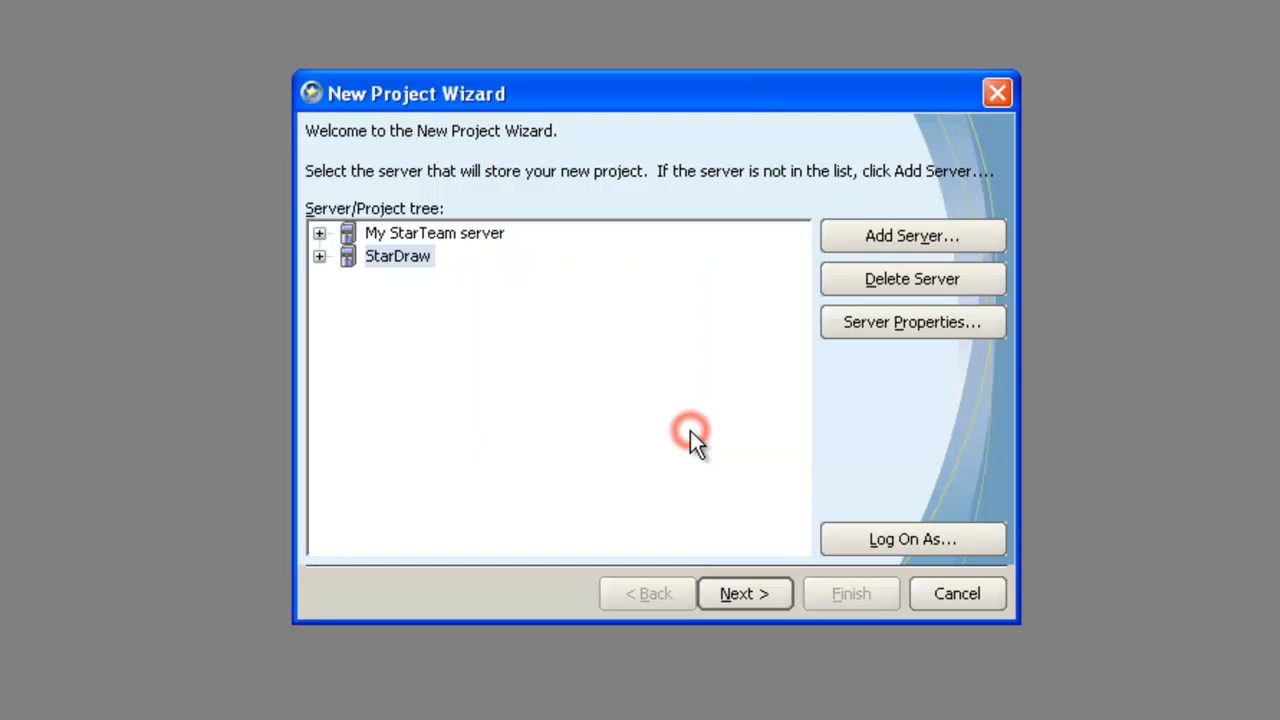 New Project Wizard
Welcome to the New Project Wizard.
Select the server that will store your new project.  If the server is not in the list, click Add Server....
Server/Project tree:
My StarTeam server
StarDraw
Add Server...
Delete Server
Server Properties...
Log On As...
< Back
Next >
Finish
Cancel